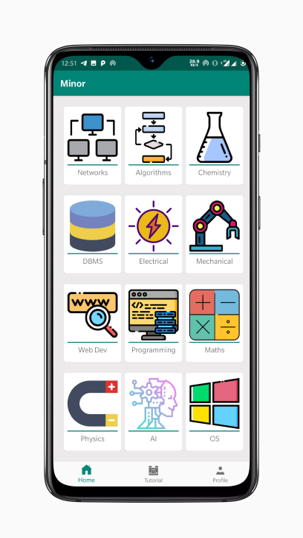 12:51
Minor
Networks
Algorithms
Chemistry
DBMS
Electrical
Mechanical
WWW
Web Dev
Programming
Maths
Physics
AI
OS
Home
Tutorial
Profile